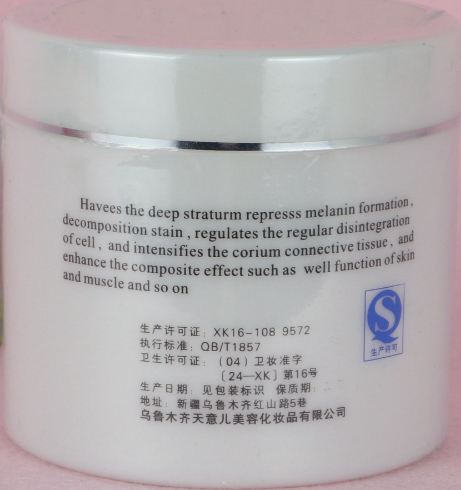 Havees the deep straturm represss melanin formation,
decomposition stain, regulates the regular disintegration
of cell, and intensifies the corium connective tissue, and
enhance the composite effect such as well function of skin
and muscle and so on
生产许可证: XK16-108 9572
执行标准: QB/T1857
卫生许可证: (04) 卫妆准字
[24—XK] 第16号
生产日期: 见包装标识 保质期:
地址: 新疆乌鲁木齐红山路5巷
乌鲁木齐天意儿美容化妆品有限公司
生产许可